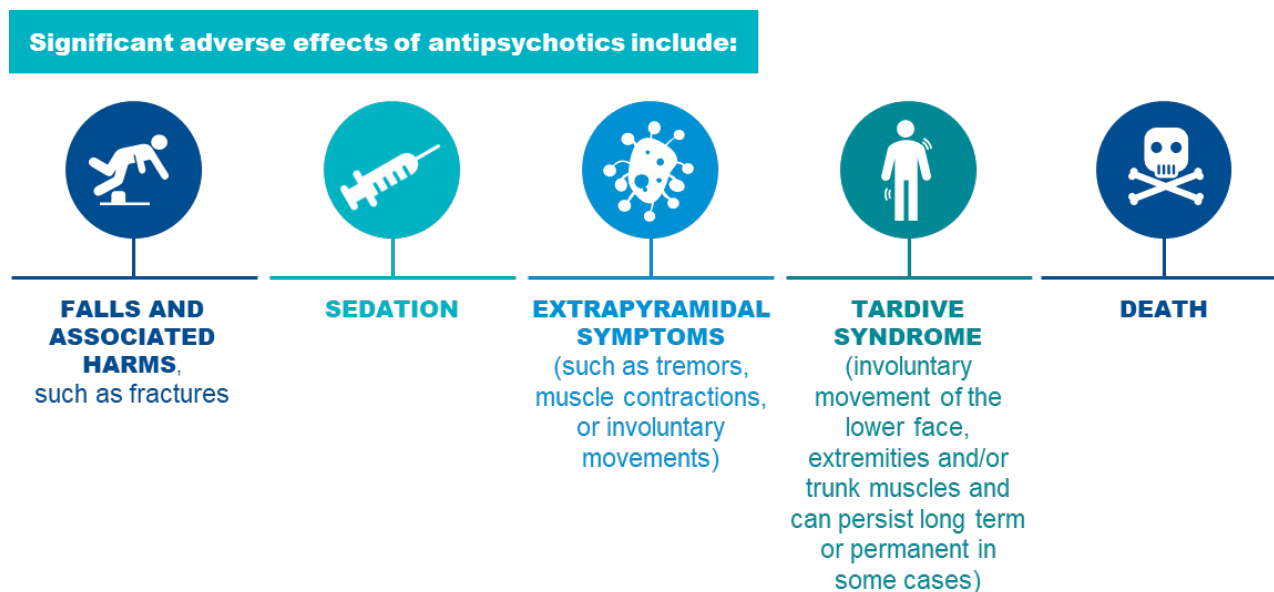 Significant adverse effects of antipsychotics include:
FALLS AND
ASSOCIATED
HARMS,
such as fractures
SEDATION
EXTRAPYRAMIDAL
SYMPTOMS
(such as tremors,
muscle contractions,
or involuntary
movements)
TARDIVE
SYNDROME
(involuntary
movement of the
lower face,
extremities and/or
trunk muscles and
can persist long term
or permanent in
some cases)
DEATH